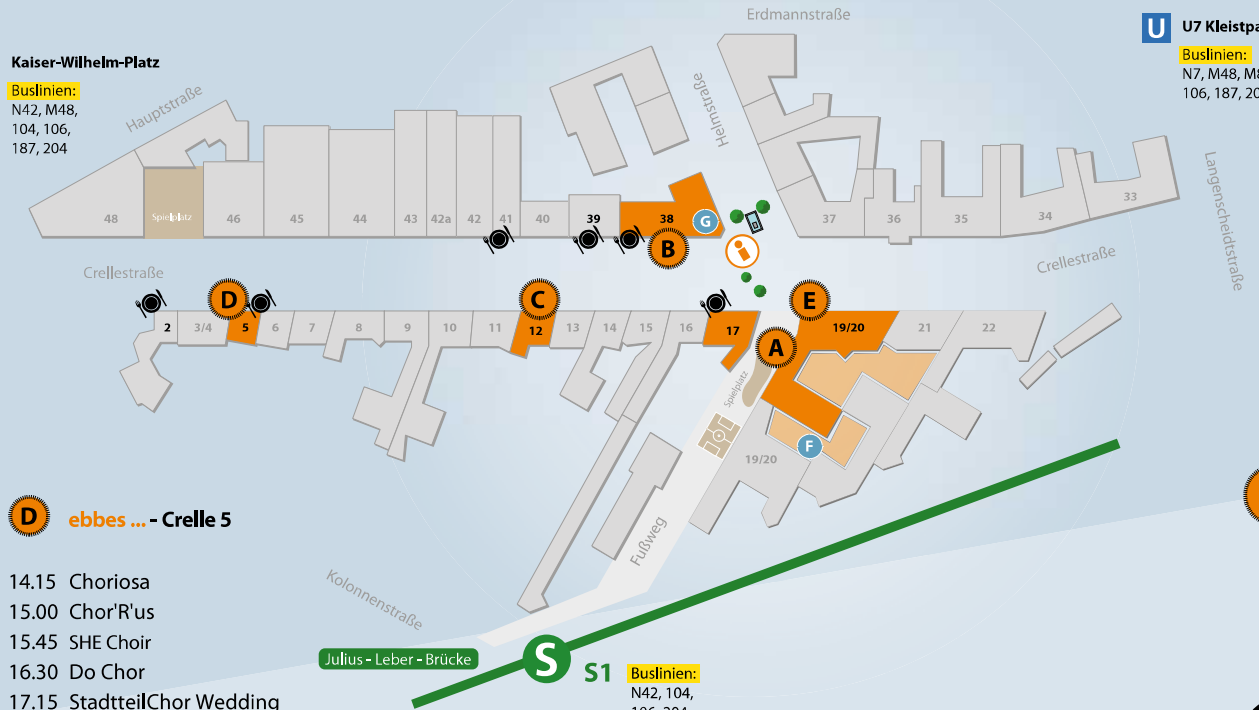 Erdmannstraße
U
U7 Kleistpa
Buslinien:
N7, M48, M8
106, 187, 20
Kaiser-Wilhelm-Platz
Buslinien:
N42, M48,
104, 106,
187, 204
Hauptstraße
Helmstraße
Langenscheidtstraße
48
Spielplatz
46
45
44
43
42a
42
41
40
39
38
G
37
36
35
34
33
B
Crellestraße
Crellestraße
D
C
E
2
3/4
5
6
7
8
9
10
11
12
13
14
15
16
17
A
19/20
21
22
Spielplatz
19/20
F
Fußweg
Kolonnenstraße
D
ebbes ... - Crelle 5
14.15 Choriosa
15.00 Chor'R'us
15.45 SHE Choir
16.30 Do Chor
17.15 StadtteilChor Wedding
Julius - Leber - Brücke
S
S1
Buslinien:
N42, 104,